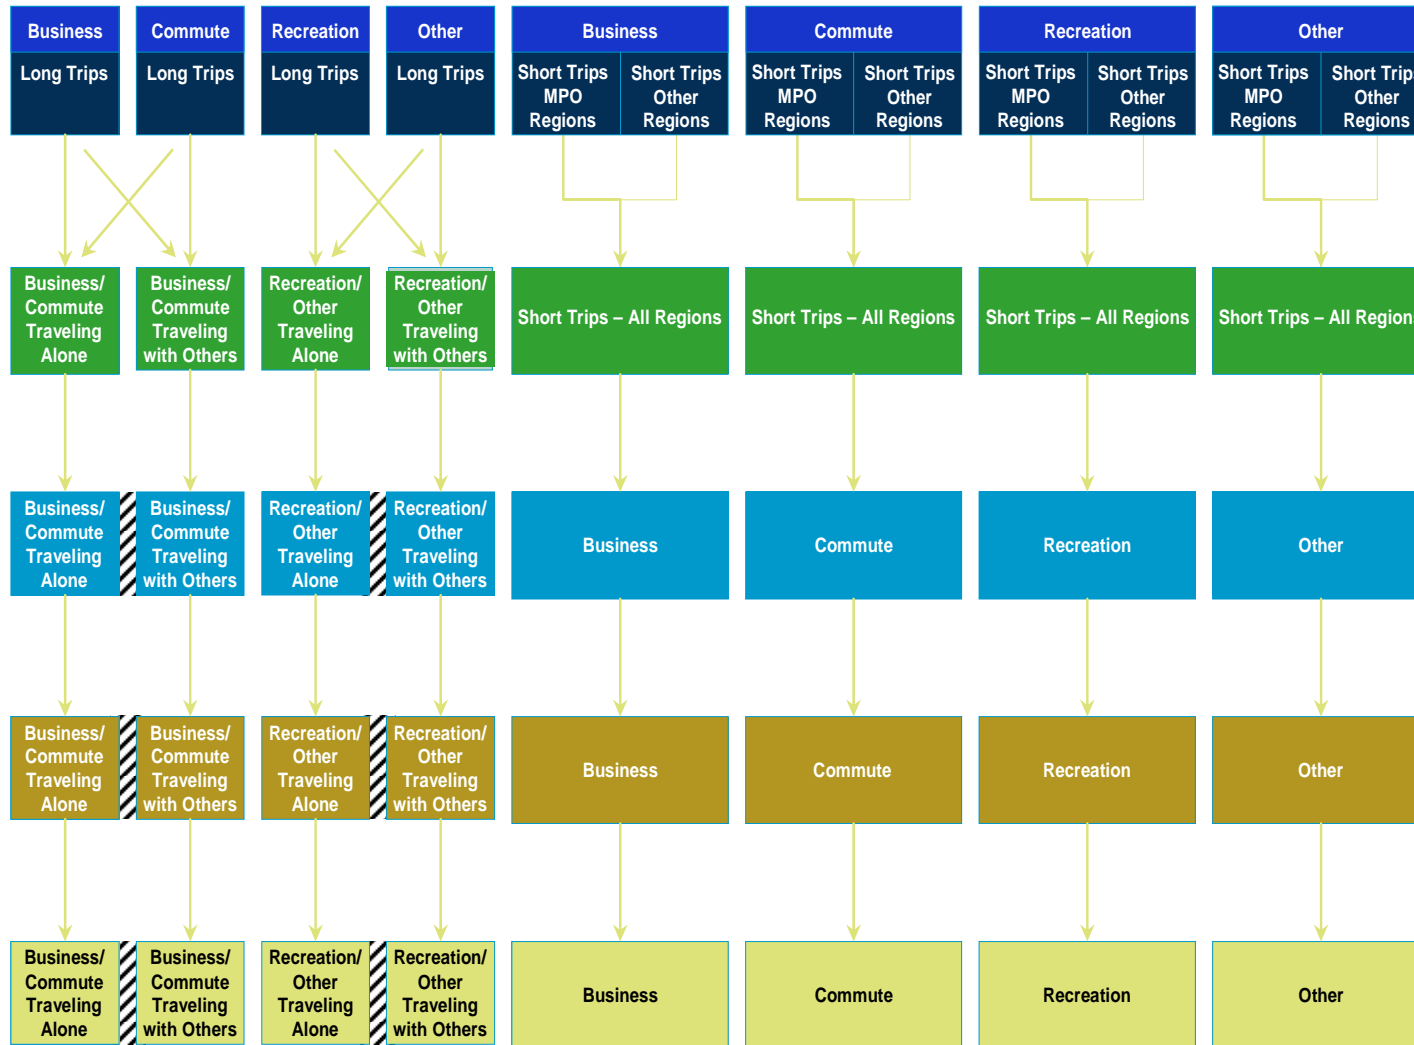 Business
Commute
Recreation
Other
Business
Commute
Recreation
Other
Long Trips
Long Trips
Long Trips
Long Trips
Short Trips
MPO
Regions
Short Trips
Other
Regions
Short Trips
MPO
Regions
Short Trips
Other
Regions
Short Trips
MPO
Regions
Short Trips
Other
Regions
Short Trips
MPO
Regions
Short Trip
Other
Regions
Business/
Commute
Traveling
Alone
Business/
Commute
Traveling
with Others
Recreation/
Other
Traveling
Alone
Recreation/
Other
Traveling
with Others
Short Trips – All Regions
Short Trips – All Regions
Short Trips – All Regions
Short Trips – All Region
Business/
Commute
Traveling
Alone
Business/
Commute
Traveling
with Others
Recreation/
Other
Traveling
Alone
Recreation/
Other
Traveling
with Others
Business
Commute
Recreation
Other
Business/
Commute
Traveling
Alone
Business/
Commute
Traveling
with Others
Recreation/
Other
Traveling
Alone
Recreation/
Other
Traveling
with Others
Business
Commute
Recreation
Other
Business/
Commute
Traveling
Alone
Business/
Commute
Traveling
with Others
Recreation/
Other
Traveling
Alone
Recreation/
Other
Traveling
with Others
Business
Commute
Recreation
Other